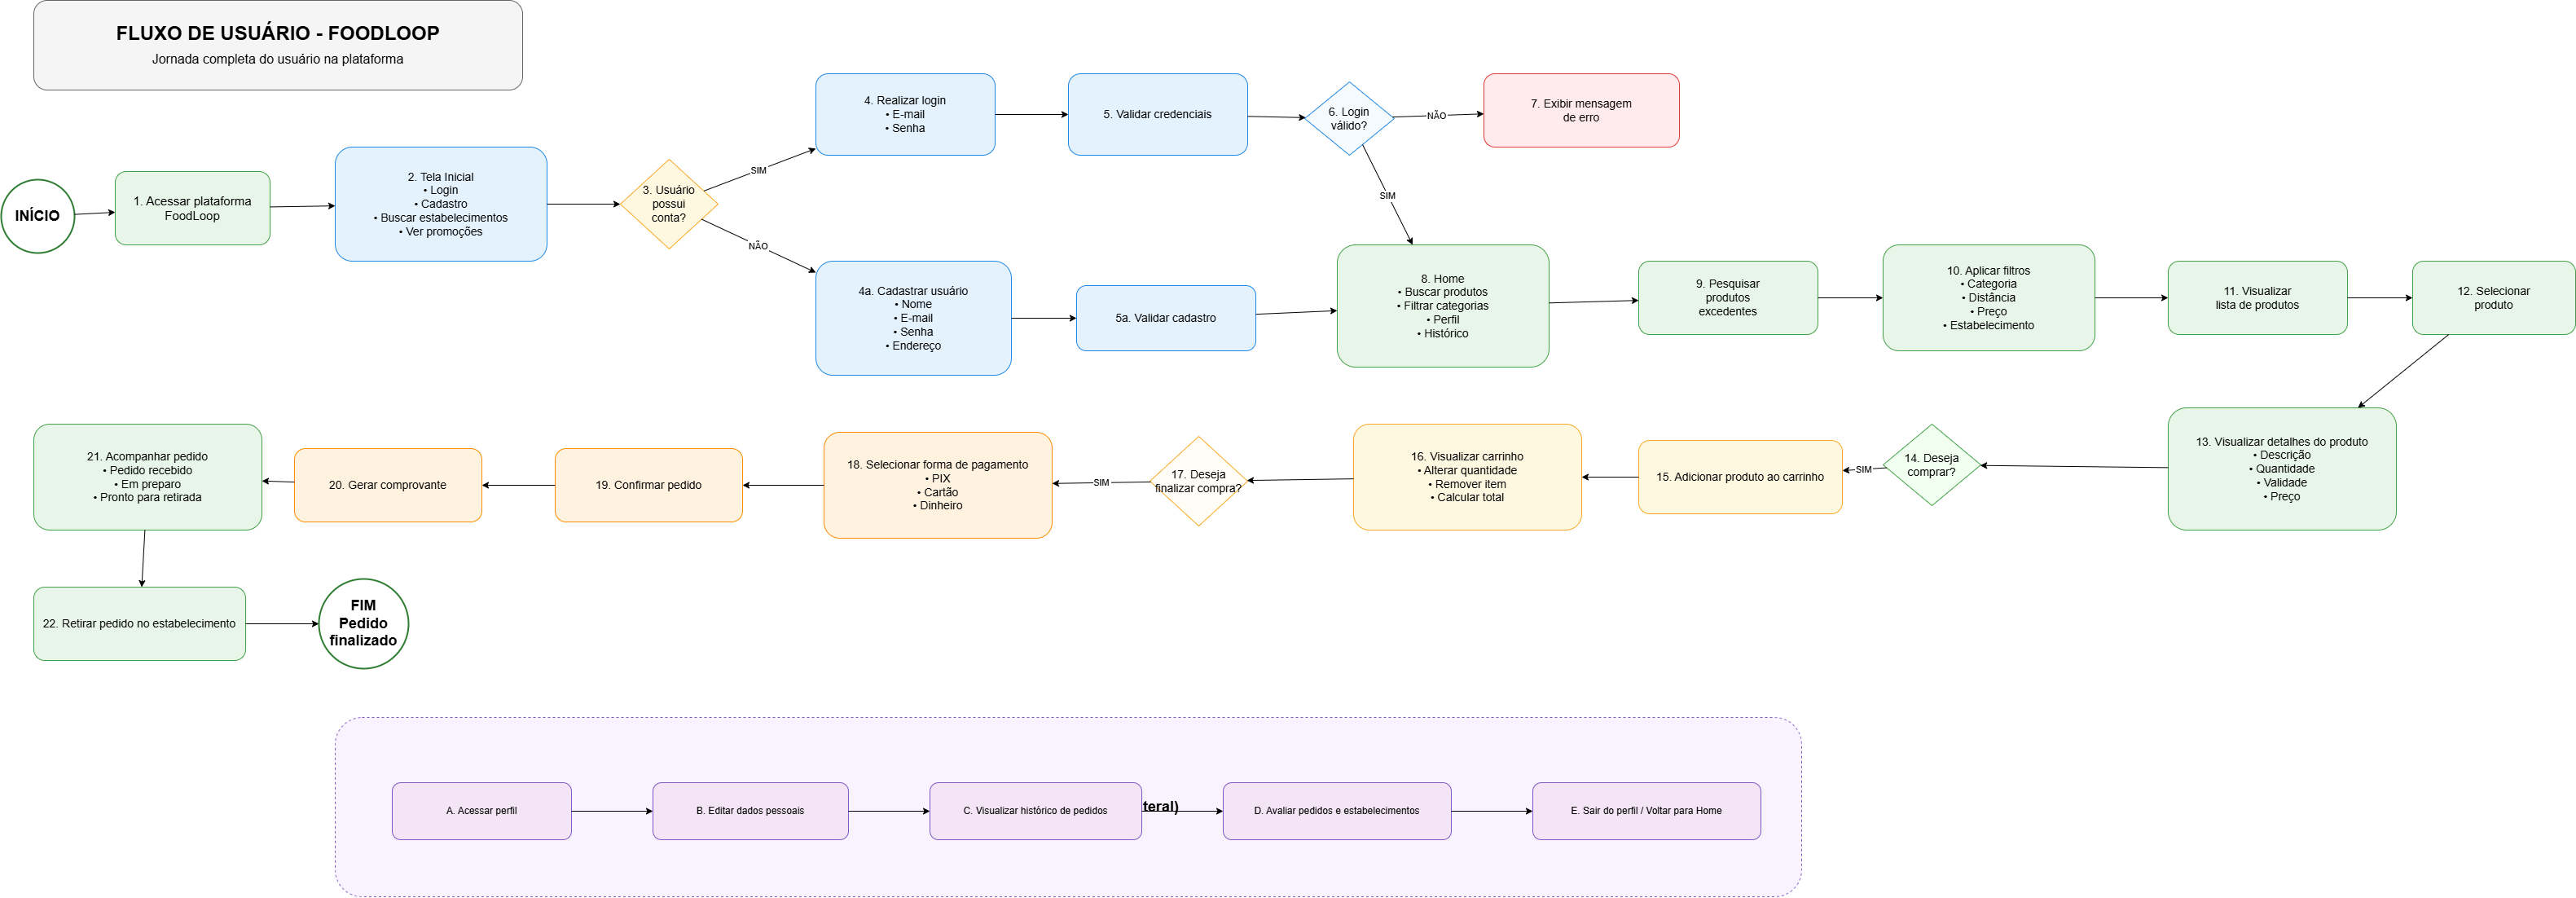 FLUXO DE USUÁRIO - FOODLOOP
Jornada completa do usuário na plataforma
INÍCIO
1. Acessar plataforma
FoodLoop
2. Tela Inicial
• Login
• Cadastro
• Buscar estabelecimentos
• Ver promoções
3. Usuário
possui
conta?
SIM
NÃO
4. Realizar login
• E-mail
• Senha
5. Validar credenciais
6. Login
válido?
NÃO
7. Exibir mensagem
de erro
SIM
4a. Cadastrar usuário
• Nome
• E-mail
• Senha
• Endereço
5a. Validar cadastro
8. Home
• Buscar produtos
• Filtrar categorias
• Perfil
• Histórico
9. Pesquisar
produtos
excedentes
10. Aplicar filtros
• Categoria
• Distância
• Preço
• Estabelecimento
11. Visualizar
lista de produtos
12. Selecionar
produto
13. Visualizar detalhes do produto
• Descrição
• Quantidade
• Validade
• Preço
14. Deseja
comprar?
SIM
15. Adicionar produto ao carrinho
16. Visualizar carrinho
• Alterar quantidade
• Remover item
• Calcular total
17. Deseja
finalizar compra?
SIM
18. Selecionar forma de pagamento
• PIX
• Cartão
• Dinheiro
19. Confirmar pedido
20. Gerar comprovante
21. Acompanhar pedido
• Pedido recebido
• Em preparo
• Pronto para retirada
22. Retirar pedido no estabelecimento
FIM
Pedido
finalizado
A. Acessar perfil
B. Editar dados pessoais
C. Visualizar histórico de pedidos
teral)
D. Avaliar pedidos e estabelecimentos
E. Sair do perfil / Voltar para Home